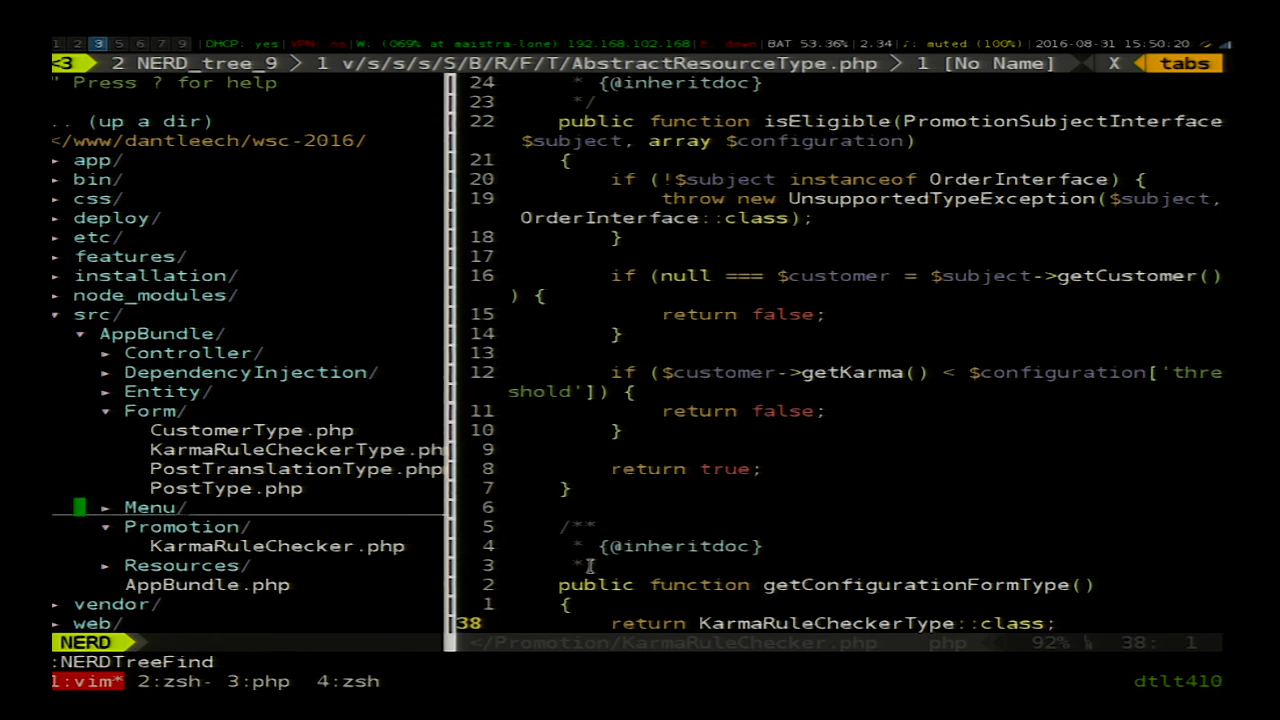 1 2 3 5 6 7 9 |DHCP: yes|VPN: no|W: (069% at maistra-lone) 192.168.102.168|E: down|BAT 53.36%|2.34|♪: muted (100%)|2016-08-31 15:50:20
<3 2 NERD_tree_9 > 1 v/s/s/s/S/B/R/F/T/AbstractResourceType.php > 1 [No Name] X tabs
" Press ? for help
.. (up a dir)
</www/dantleech/wsc-2016/
▸ app/
▸ bin/
▸ css/
▸ deploy/
▸ etc/
▸ features/
▸ installation/
▸ node_modules/
▾ src/
▾ AppBundle/
▸ Controller/
▸ DependencyInjection/
▸ Entity/
▾ Form/
CustomerType.php
KarmaRuleCheckerType.ph
PostTranslationType.php
PostType.php
▸ Menu/
▾ Promotion/
KarmaRuleChecker.php
▸ Resources/
AppBundle.php
▸ vendor/
▸ web/
24 * {@inheritdoc}
23 */
22 public function isEligible(PromotionSubjectInterface
$subject, array $configuration)
21 {
20 if (!$subject instanceof OrderInterface) {
19 throw new UnsupportedTypeException($subject,
OrderInterface::class);
18 }
17
16 if (null === $customer = $subject->getCustomer()
) {
15 return false;
14 }
13
12 if ($customer->getKarma() < $configuration['thre
shold']) {
11 return false;
10 }
9
8 return true;
7 }
6
5 /**
4 * {@inheritdoc}
3 *
2 public function getConfigurationFormType()
1 {
38 return KarmaRuleCheckerType::class;
NERD </Promotion/KarmaRuleChecker.php php 92% 38: 1
:NERDTreeFind
1:vim* 2:zsh- 3:php 4:zsh dtlt410